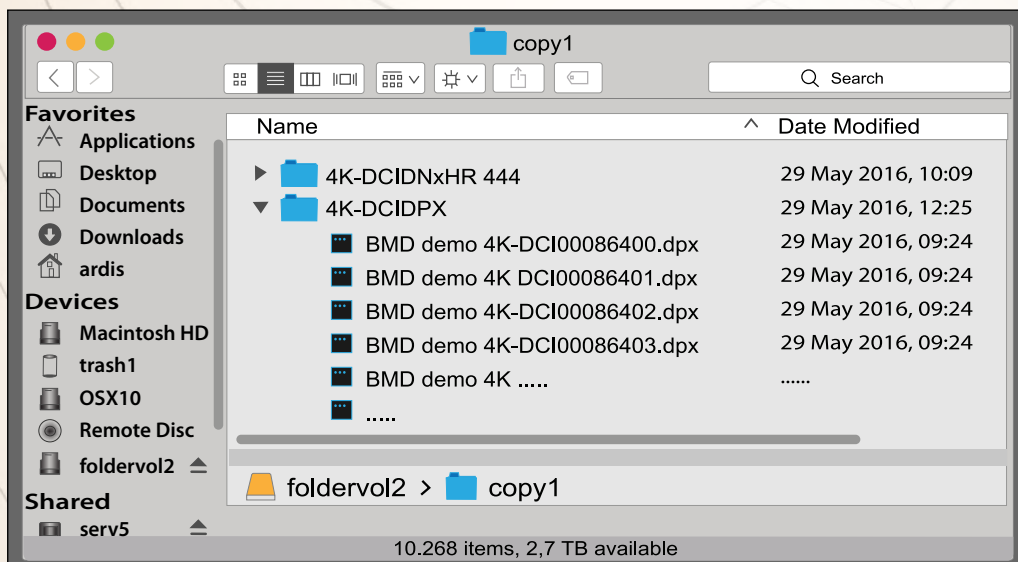 copy1
Search
Favorites
Applications
Desktop
Documents
Downloads
ardis
Devices
Macintosh HD
trash1
OSX10
Remote Disc
foldervol2
Shared
serv5
Name Date Modified
4K-DCIDNxHR 444 29 May 2016, 10:09
4K-DCIDPX 29 May 2016, 12:25
BMD demo 4K-DCI00086400.dpx 29 May 2016, 09:24
BMD demo 4K DCI00086401.dpx 29 May 2016, 09:24
BMD demo 4K-DCI00086402.dpx 29 May 2016, 09:24
BMD demo 4K-DCI00086403.dpx 29 May 2016, 09:24
BMD demo 4K ..... ......
.....
foldervol2 > copy1
10.268 items, 2,7 TB available